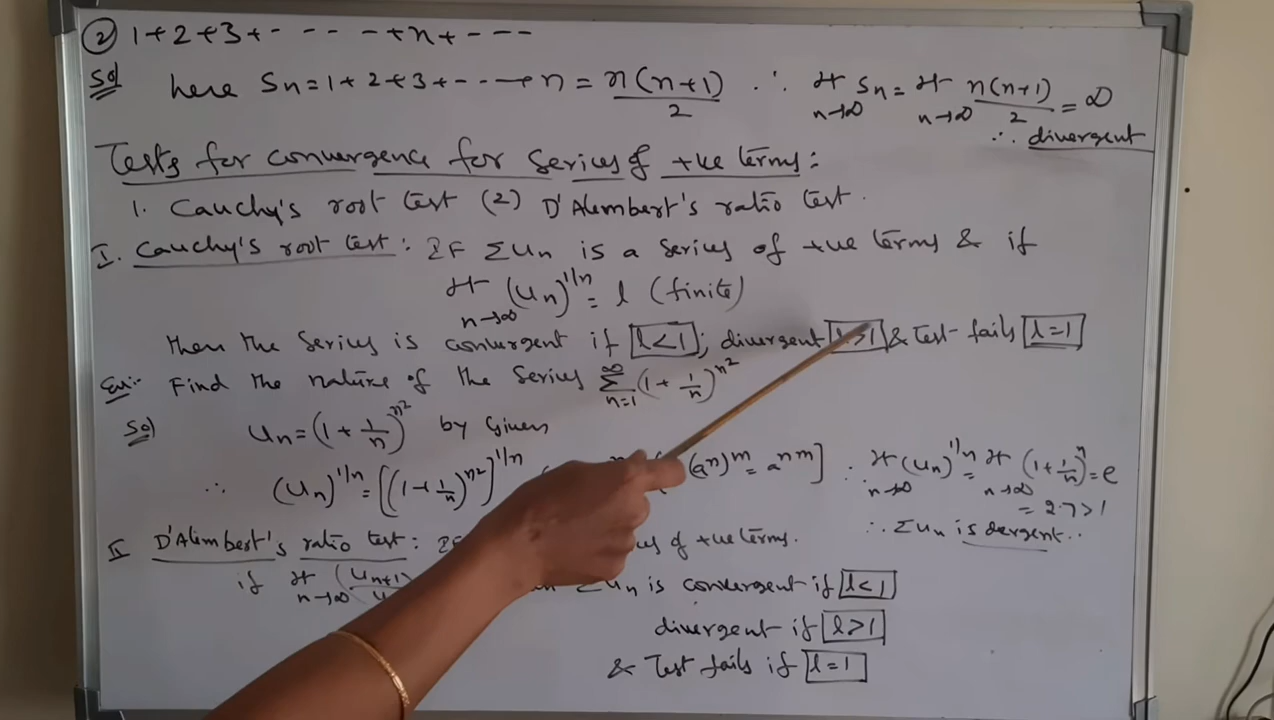 ② 1+2+3+- - - - -+n+- - -
Sol here Sn=1+2+3+- - - + n = n(n+1)/2 ∴ Lt n→∞ Sn = Lt n→∞ n(n+1)/2 = ∞
∴ divergent
Tests for convergence for Series of +ve terms:
1. Cauchy's root test (2) D'Alembert's ratio test.
I. Cauchy's root test: IF ΣUn is a series of +ve terms & if
Lt n→∞ (Un)^1/n = l (finite)
then the series is convergent if l<1; divergent l>1 & test fails l=1
Ex:- Find the nature of the series ∞ Σ n=1 (1+1/n)^n²
Sol Un=(1+1/n)^n² by given
∴ (Un)^1/n = [(1+1/n)^n²]^1/n (a^n)^m = a^nm] ∴ Lt n→∞ (Un)^1/n = Lt n→∞ (1+1/n)^n = e
= 2.7>1
∴ ΣUn is dergent..
II D'Alembert's ratio test: of +ve terms.
if Lt n→∞ (Un+1 ΣUn is convergent if l<1
divergent if l>1
& Test fails if l=1